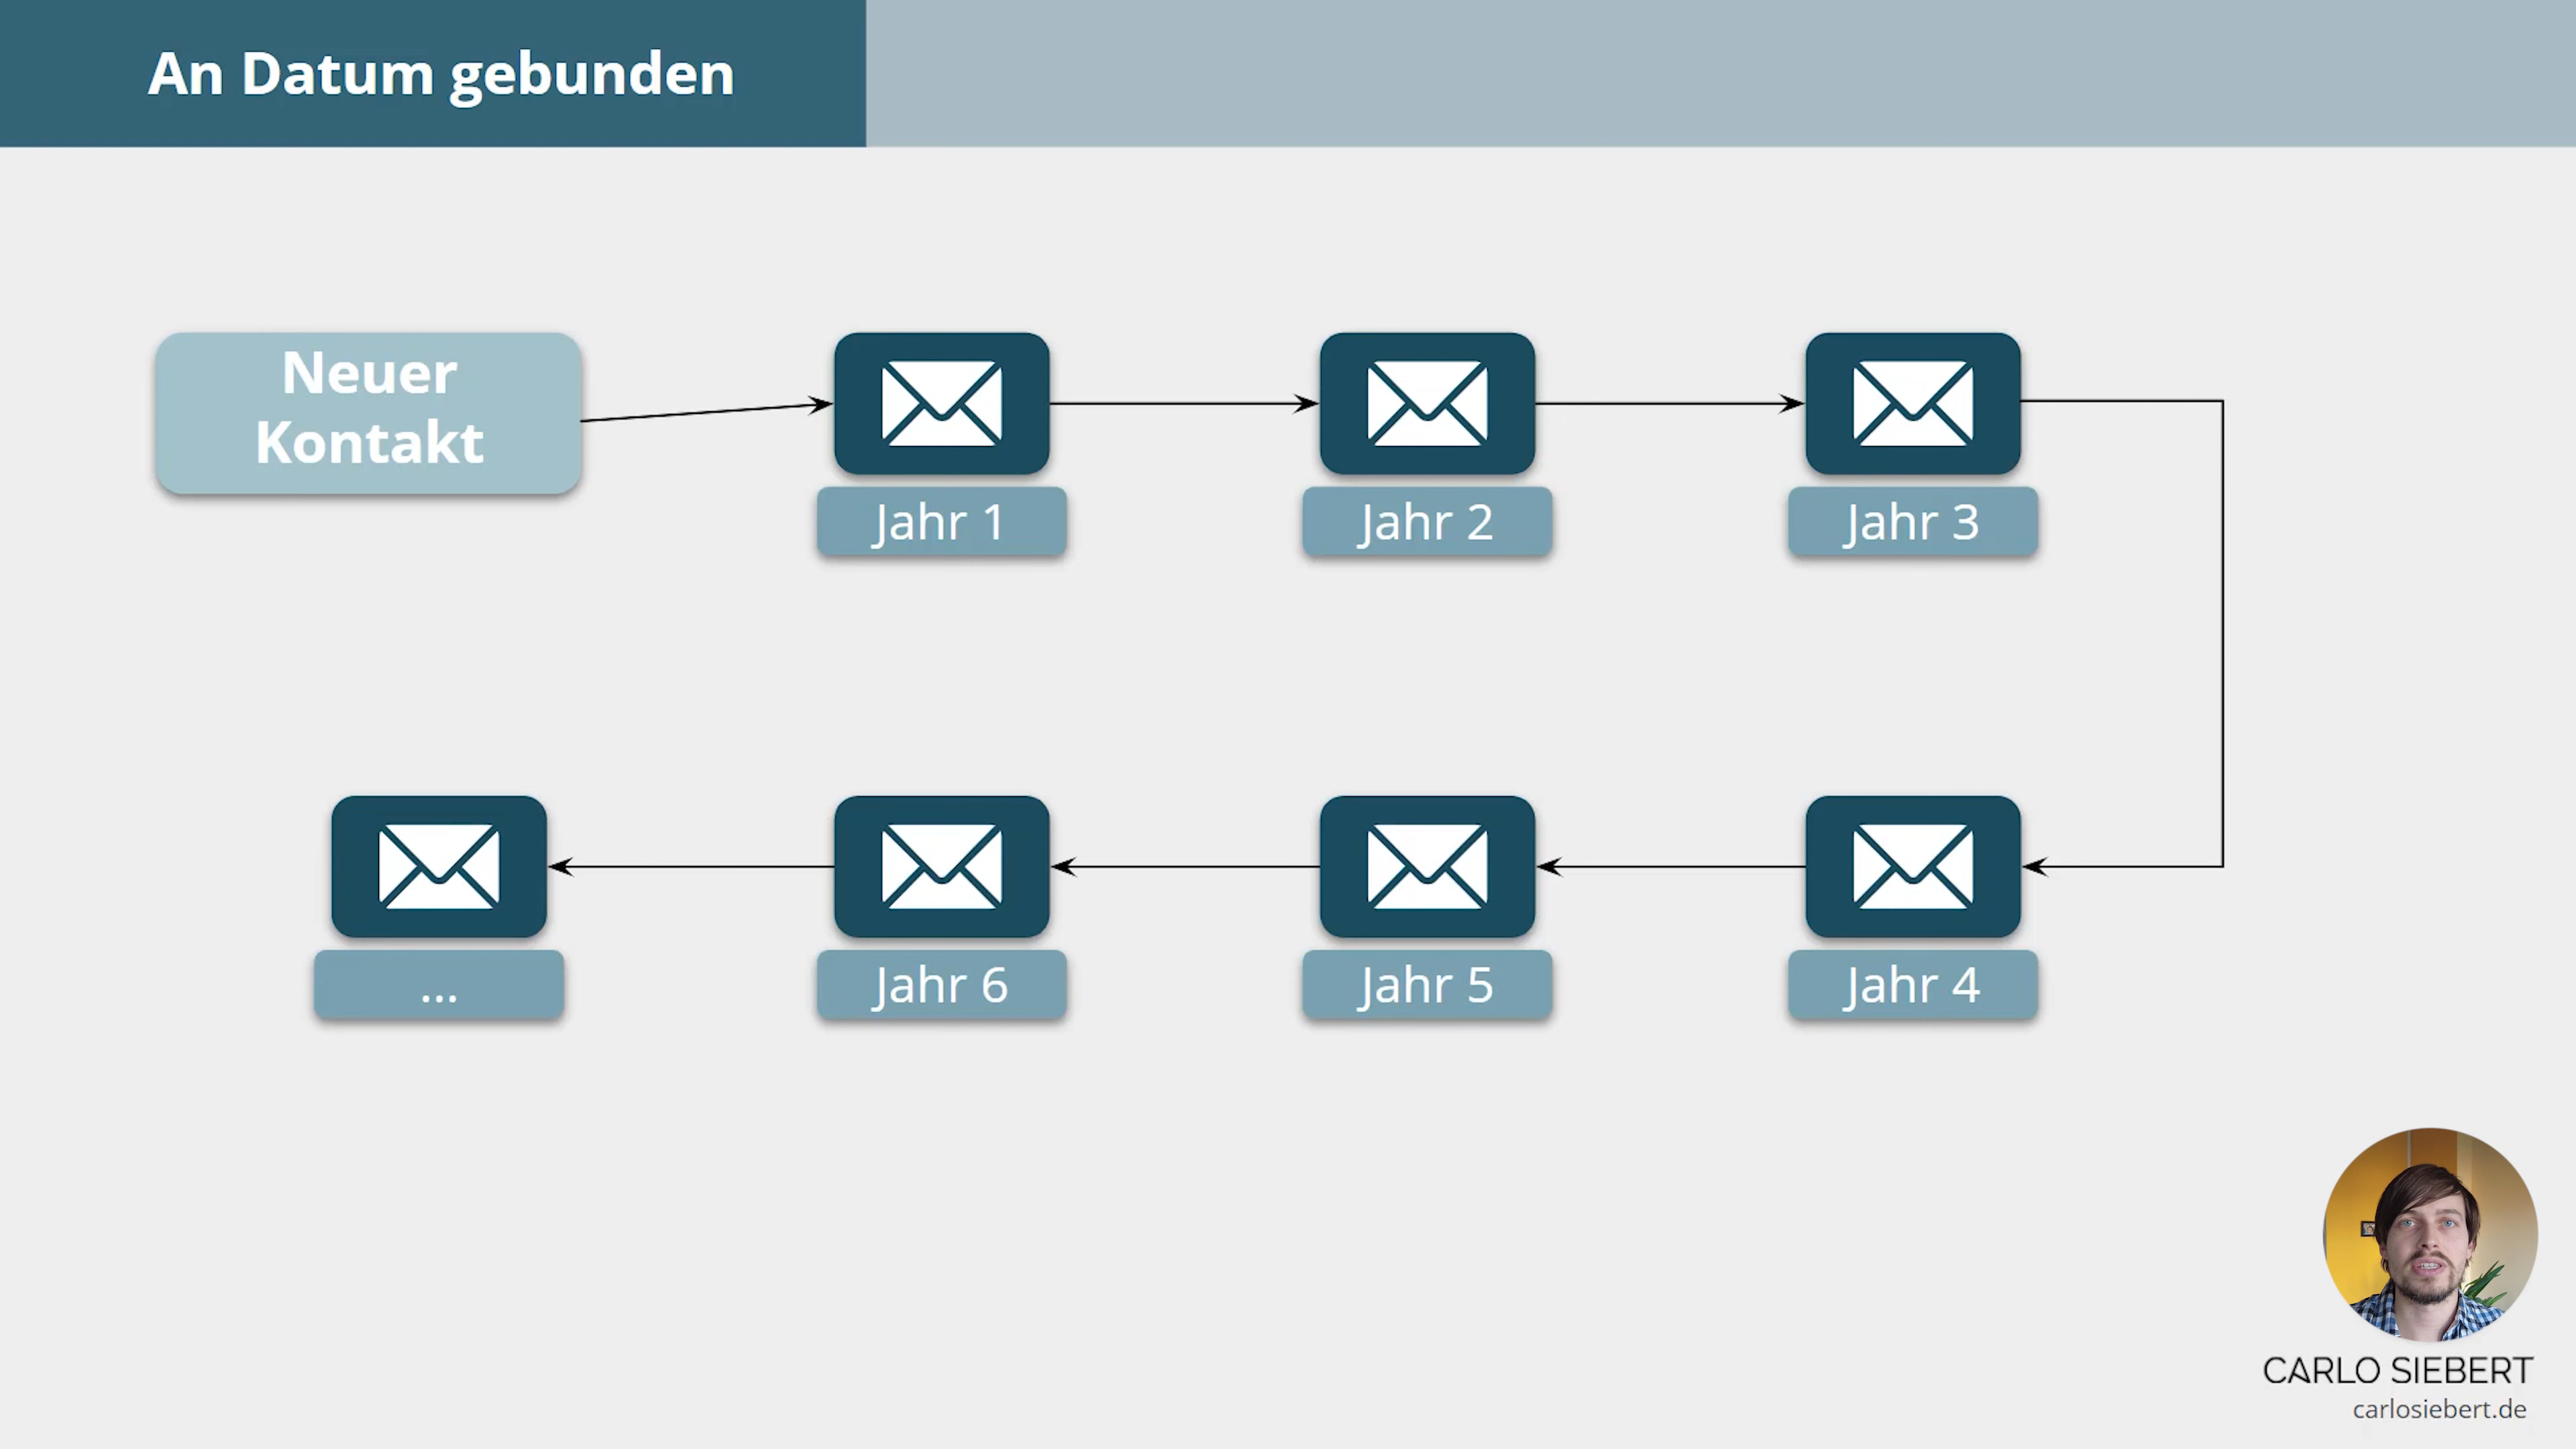 An Datum gebunden
Neuer
Kontakt
Jahr 1
Jahr 2
Jahr 3
...
Jahr 6
Jahr 5
Jahr 4
CARLO SIEBERT
carlosiebert.de